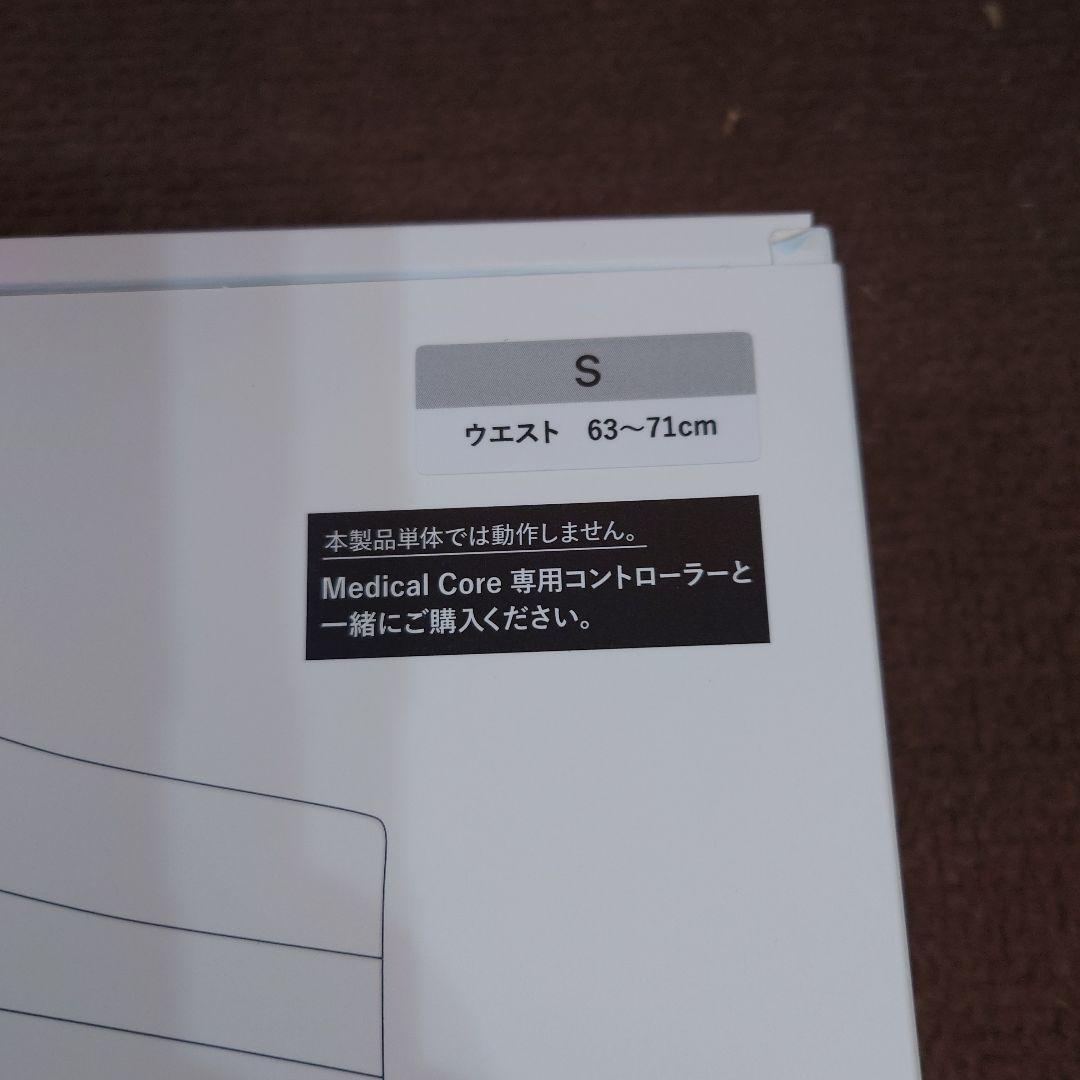 S
ウエスト 63〜71cm
本製品単体では動作しません。
Medical Core 専用コントローラーと
一緒にご購入ください。